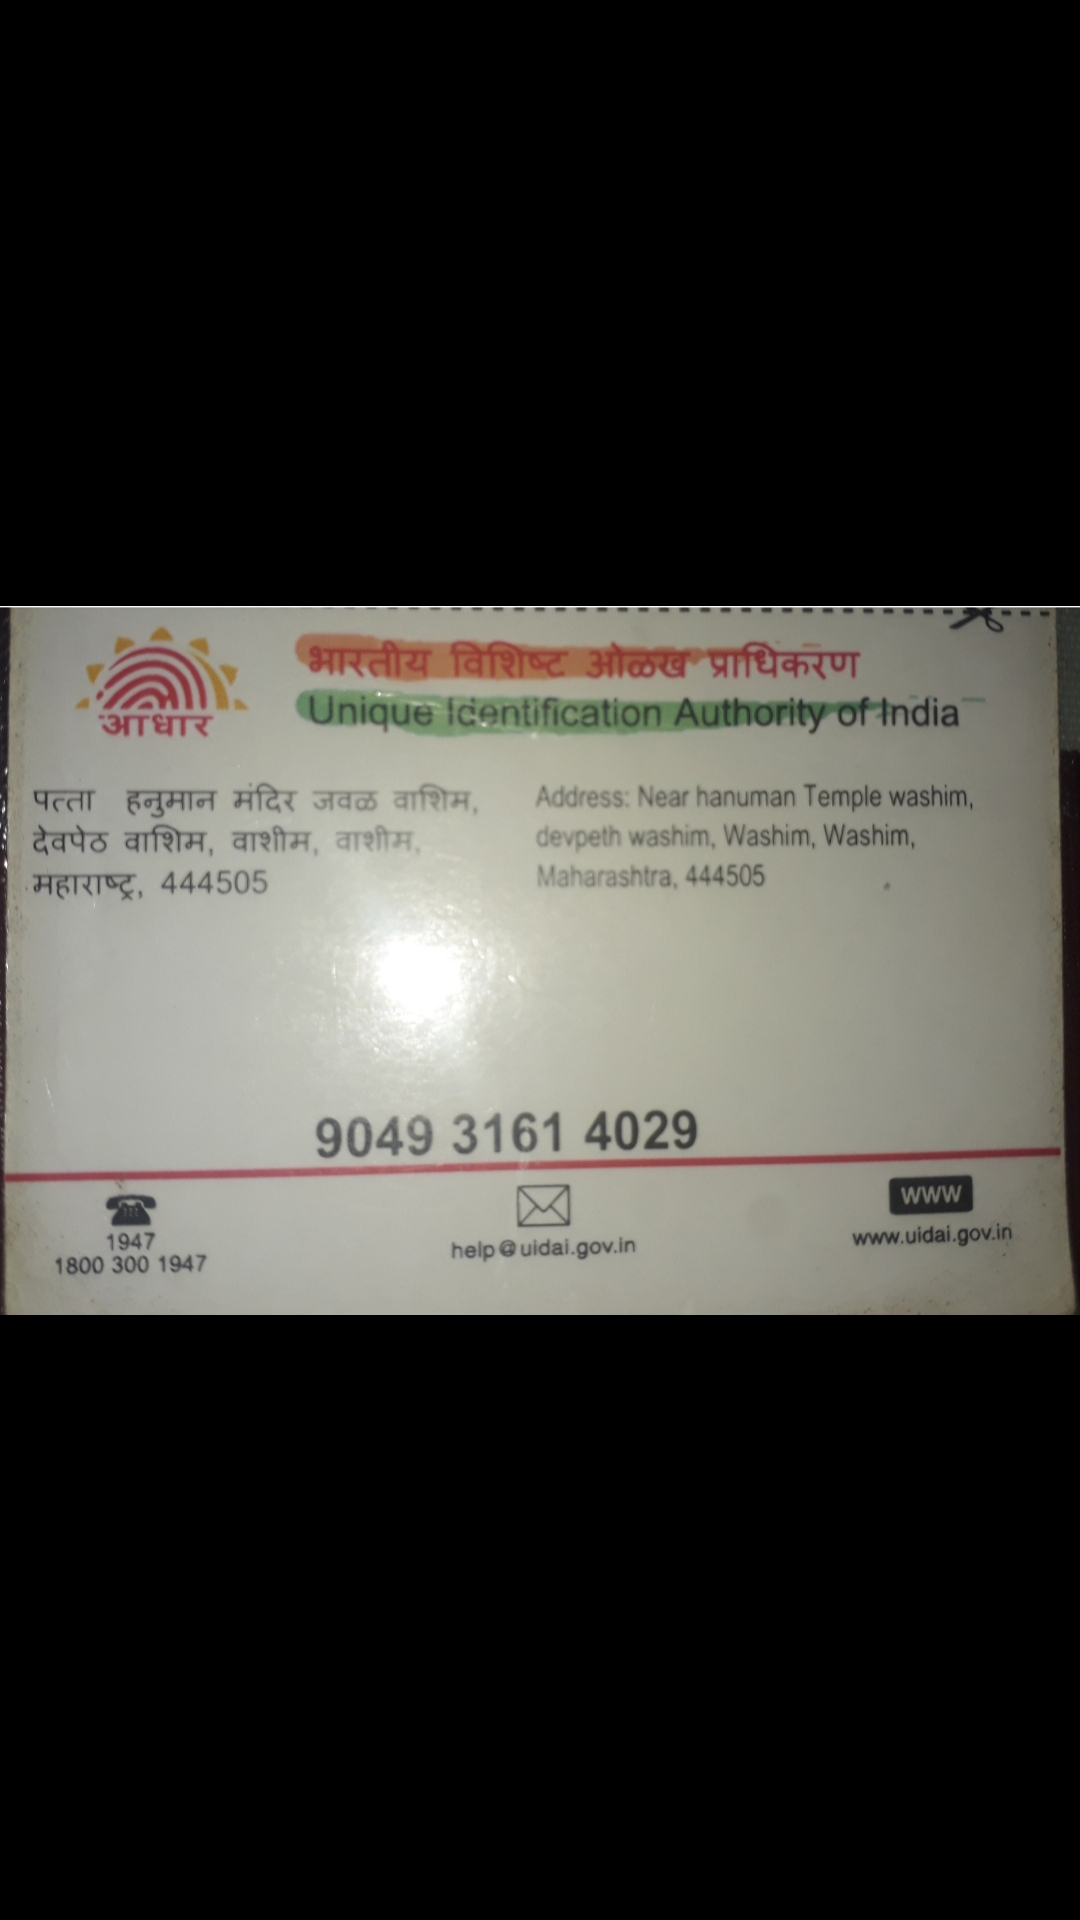 आधार
भारतीय विशिष्ट ओळख प्राधिकरण
Unique Identification Authority of India
पत्ता हनुमान मंदिर जवळ वाशिम,
देवपेठ वाशिम, वाशीम, वाशीम,
महाराष्ट्र, 444505
Address: Near hanuman Temple washim,
devpeth washim, Washim, Washim,
Maharashtra, 444505
9049 3161 4029
1947
1800 300 1947
help@uidai.gov.in
www
www.uidai.gov.in